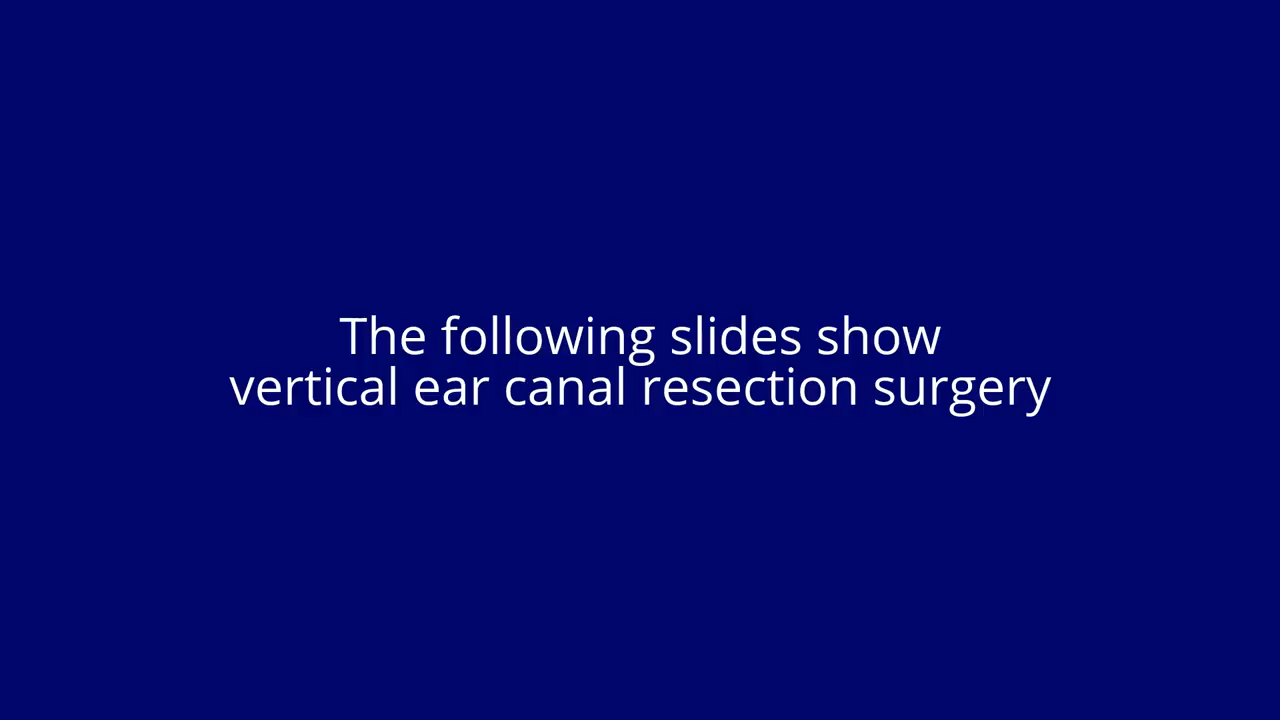 The following slides show
vertical ear canal resection surgery